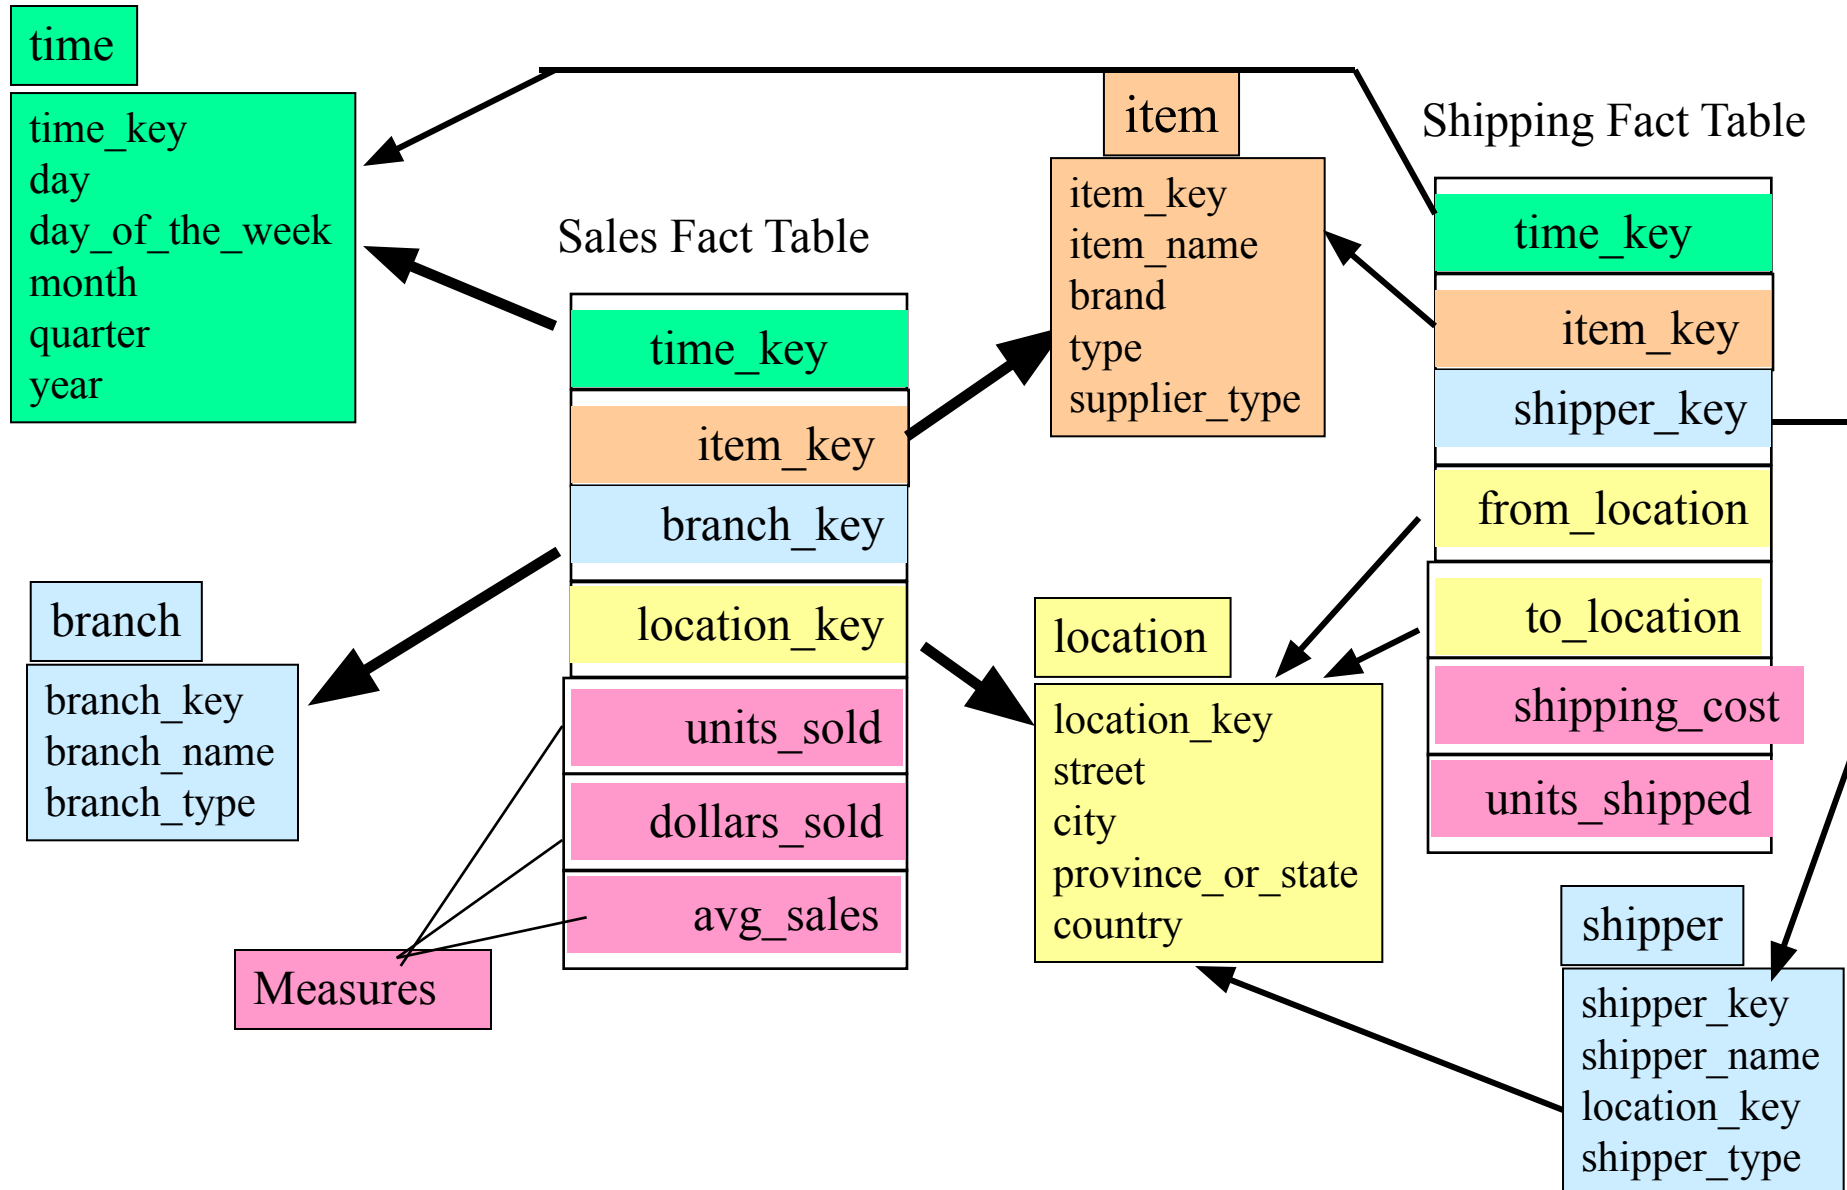 time
time_key
day
day_of_the_week
month
quarter
year
Sales Fact Table
time_key
item_key
branch_key
location_key
units_sold
dollars_sold
avg_sales
Measures
branch
branch_key
branch_name
branch_type
item
item_key
item_name
brand
type
supplier_type
location
location_key
street
city
province_or_state
country
Shipping Fact Table
time_key
item_key
shipper_key
from_location
to_location
shipping_cost
units_shipped
shipper
shipper_key
shipper_name
location_key
shipper_type